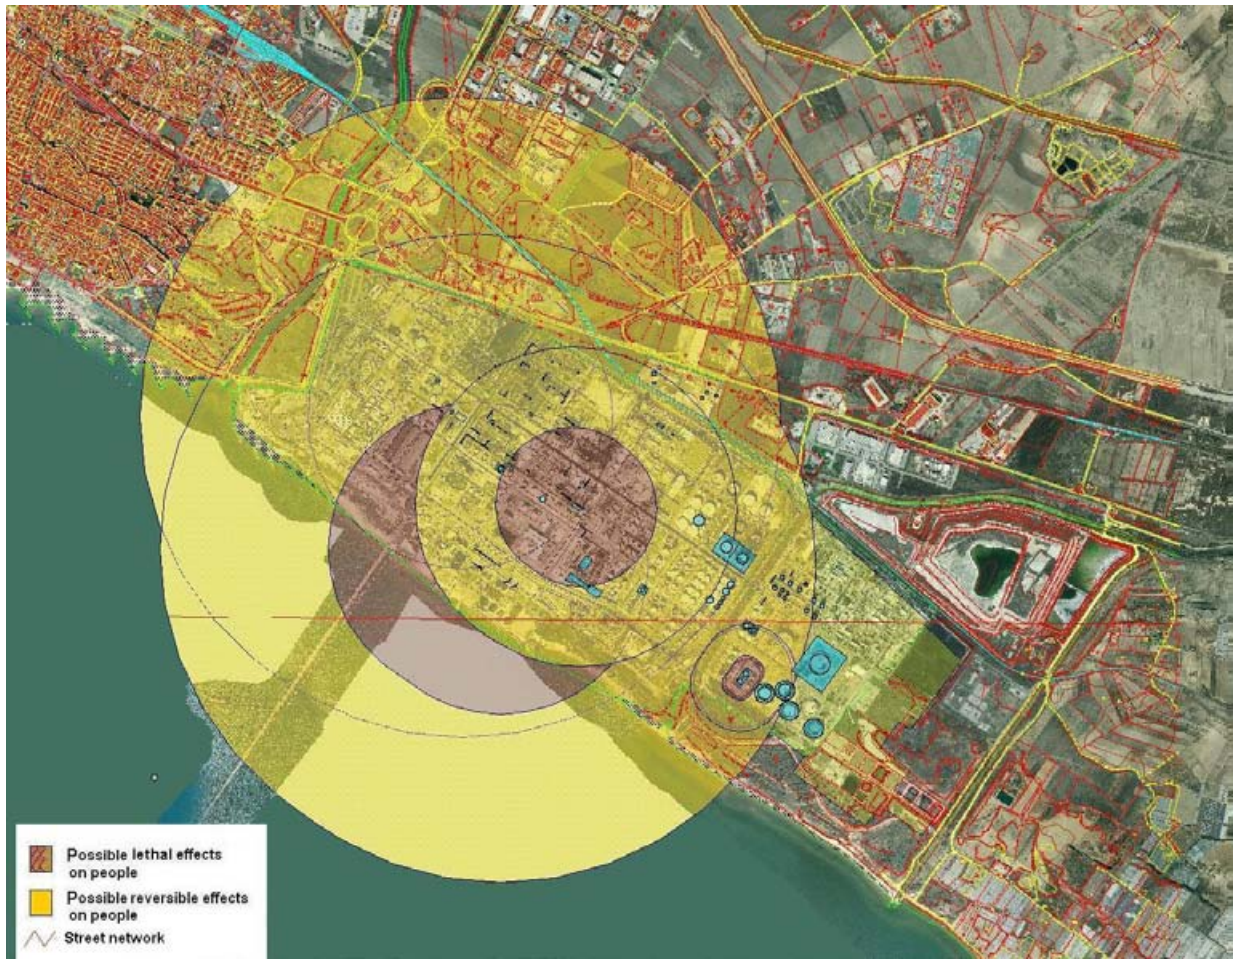 Possible lethal effects
on people
Possible reversible effects
on people
Street network